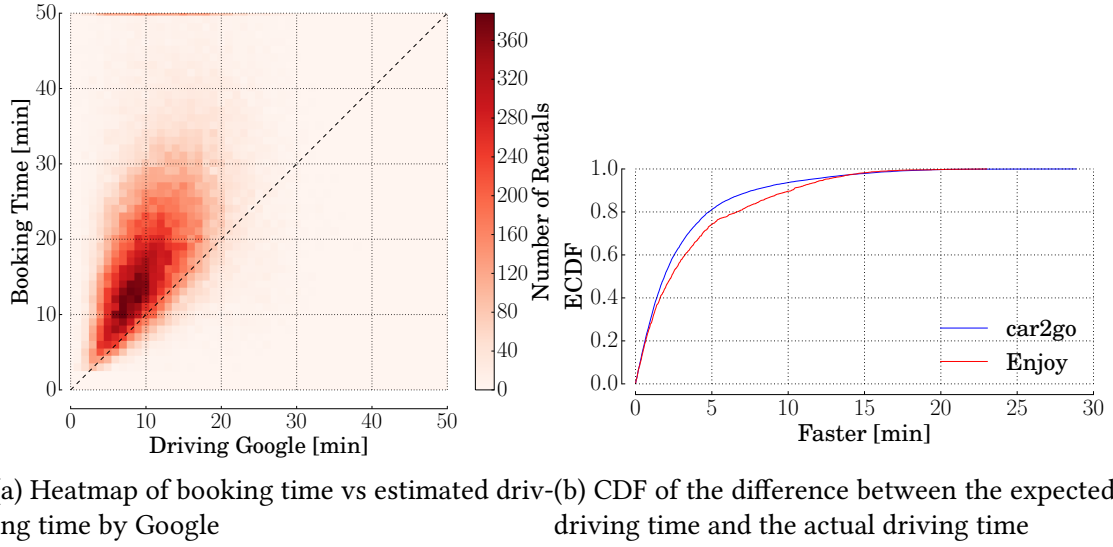 50
40
30
20
10
0
Booking Time [min]
0 10 20 30 40 50
Driving Google [min]
360
320
280
240
200
160
120
80
40
0
Number of Rentals
1.0
0.8
0.6
0.4
0.2
0.0
ECDF
car2go
Enjoy
0 5 10 15 20 25 30
Faster [min]
a) Heatmap of booking time vs estimated driv-
ng time by Google
(b) CDF of the difference between the expected
driving time and the actual driving time